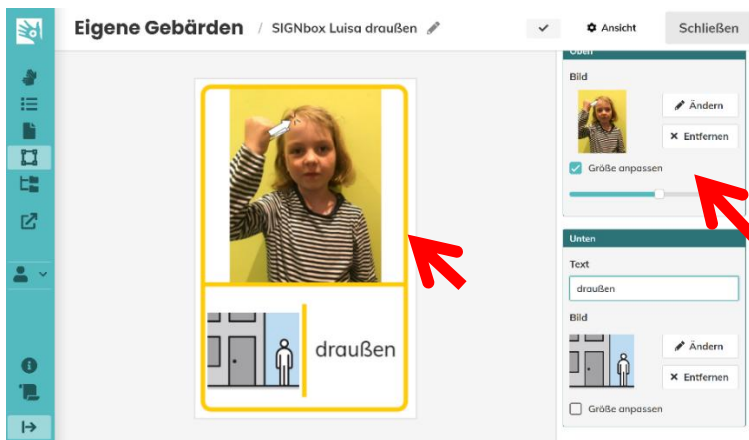 Eigene Gebärden / SIGNbox Luisa draußen
Ansicht
Schließen
Oben
Bild
Ändern
Entfernen
Größe anpassen
Unten
Text
draußen
Bild
Ändern
Entfernen
Größe anpassen
draußen